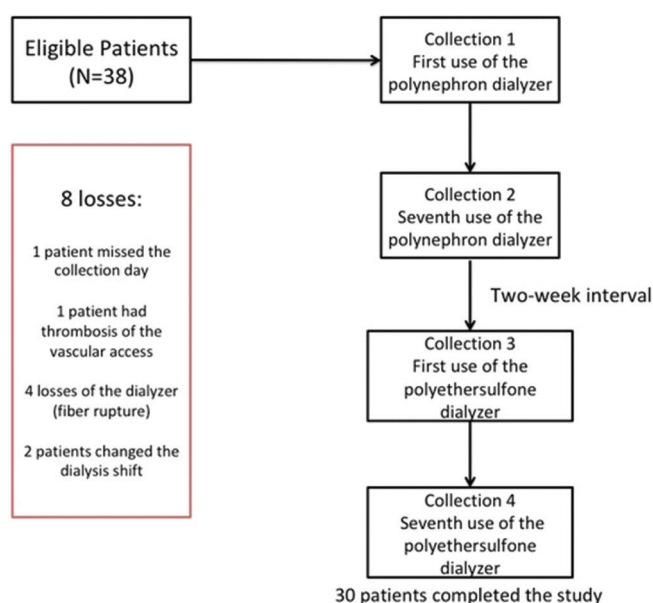 Eligible Patients
(N=38)
Collection 1
First use of the
polynephron dialyzer
8 losses:
1 patient missed the
collection day
1 patient had
thrombosis of the
vascular access
4 losses of the dialyzer
(fiber rupture)
2 patients changed the
dialysis shift
Collection 2
Seventh use of the
polynephron dialyzer
Two-week interval
Collection 3
First use of the
polyethersulfone
dialyzer
Collection 4
Seventh use of the
polyethersulfone
dialyzer
30 patients completed the study